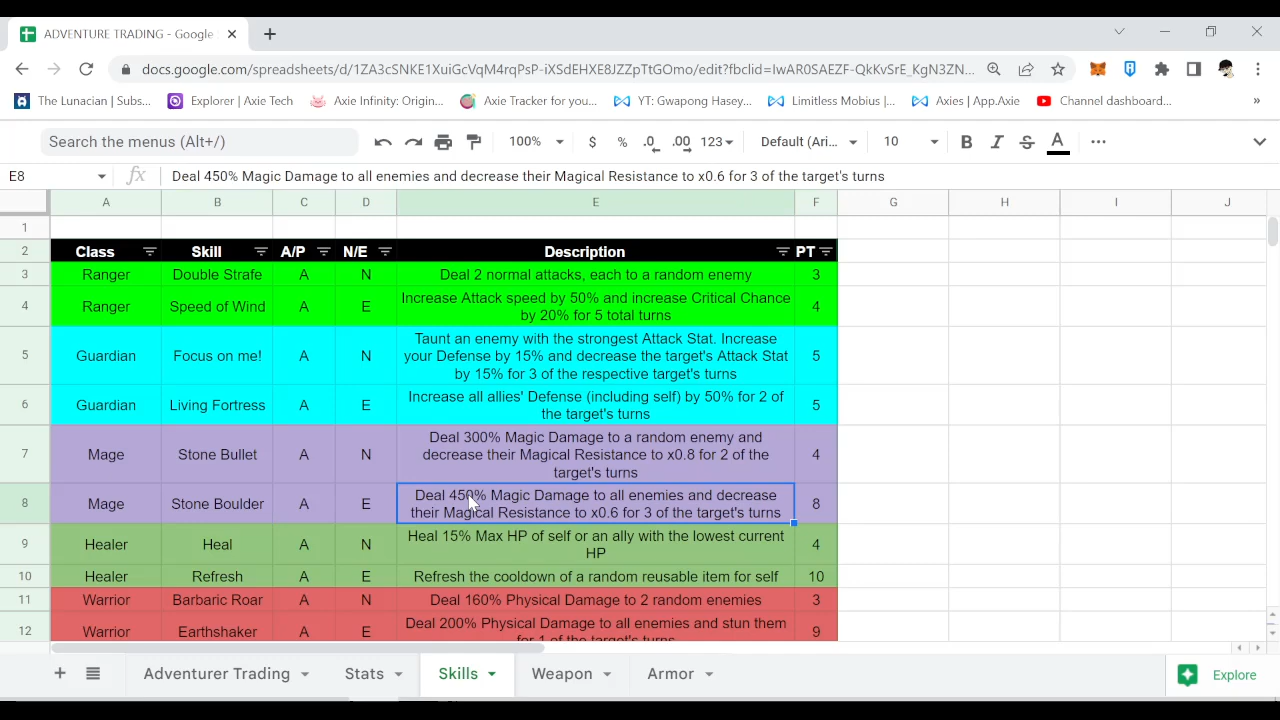 ADVENTURE TRADING - Google
docs.google.com/spreadsheets/d/1ZA3cSNKE1XuiGcVqM4rqPsP-iXSdEHXE8JZZpTtGOmo/edit?fbclid=IwAR0SAEZF-QkKvSrE_KgN3ZN...
The Lunacian | Subs... Explorer | Axie Tech Axie Infinity: Origin... Axie Tracker for you... YT: Gwapong Hasey... Limitless Mobius |... Axies | App.Axie Channel dashboard... »
Search the menus (Alt+/) 100% $ % .0 .00 123 Default (Ari... 10 B I S A ...
E8 fx Deal 450% Magic Damage to all enemies and decrease their Magical Resistance to x0.6 for 3 of the target's turns
A B C D E F G H I J
1
2 Class Skill A/P N/E Description PT
3 Ranger Double Strafe A N Deal 2 normal attacks, each to a random enemy 3
4 Ranger Speed of Wind A E Increase Attack speed by 50% and increase Critical Chance
by 20% for 5 total turns 4
5 Guardian Focus on me! A N Taunt an enemy with the strongest Attack Stat. Increase
your Defense by 15% and decrease the target's Attack Stat
by 15% for 3 of the respective target's turns 5
6 Guardian Living Fortress A E Increase all allies' Defense (including self) by 50% for 2 of
the target's turns 5
7 Mage Stone Bullet A N Deal 300% Magic Damage to a random enemy and
decrease their Magical Resistance to x0.8 for 2 of the
target's turns 4
8 Mage Stone Boulder A E Deal 450% Magic Damage to all enemies and decrease
their Magical Resistance to x0.6 for 3 of the target's turns 8
9 Healer Heal A N Heal 15% Max HP of self or an ally with the lowest current
HP 4
10 Healer Refresh A E Refresh the cooldown of a random reusable item for self 10
11 Warrior Barbaric Roar A N Deal 160% Physical Damage to 2 random enemies 3
12 Warrior Earthshaker A E Deal 200% Physical Damage to all enemies and stun them
for 1 of the target's turns 9
Adventurer Trading Stats Skills Weapon Armor Explore